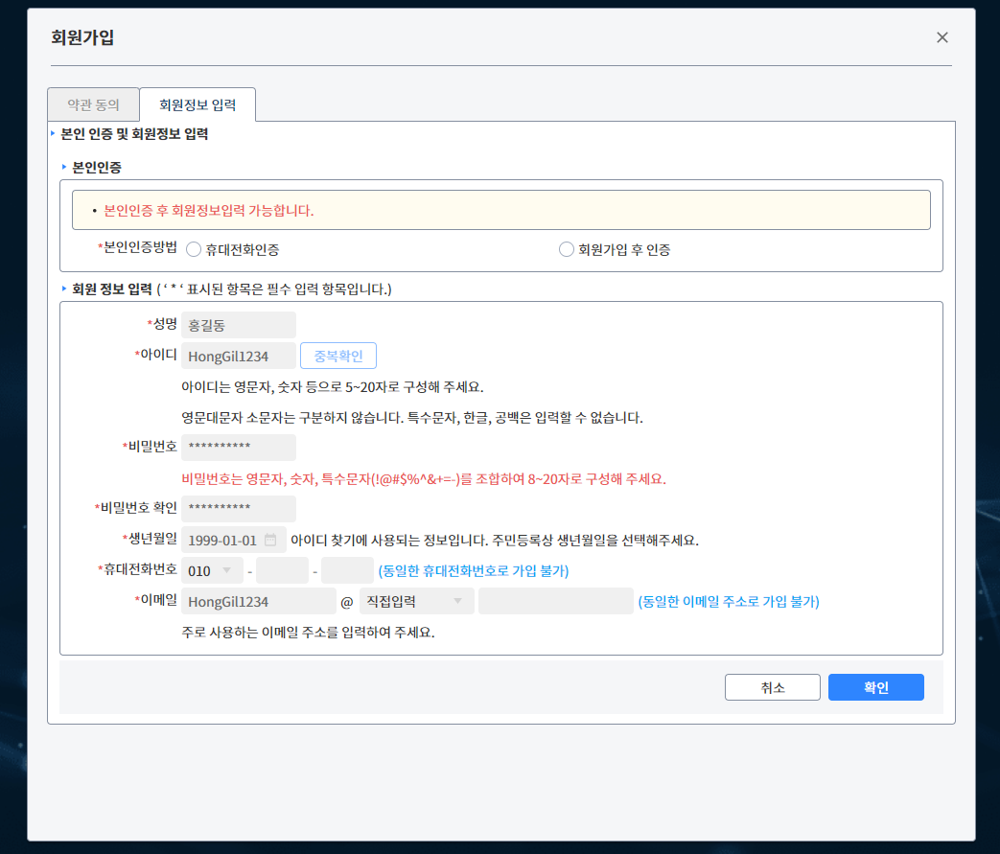 회원가입
약관 동의 회원정보 입력
본인 인증 및 회원정보 입력
본인인증
• 본인인증 후 회원정보입력 가능합니다.
*본인인증방법 휴대전화인증 회원가입 후 인증
회원 정보 입력 ( ‘ * ‘ 표시된 항목은 필수 입력 항목입니다.)
*성명 홍길동
*아이디 HongGil1234 중복확인
아이디는 영문자, 숫자 등으로 5~20자로 구성해 주세요.
영문대문자 소문자는 구분하지 않습니다. 특수문자, 한글, 공백은 입력할 수 없습니다.
*비밀번호 **********
비밀번호는 영문자, 숫자, 특수문자(!@#$%^&+=-)를 조합하여 8~20자로 구성해 주세요.
*비밀번호 확인 **********
*생년월일 1999-01-01 아이디 찾기에 사용되는 정보입니다. 주민등록상 생년월일을 선택해주세요.
*휴대전화번호 010 - - (동일한 휴대전화번호로 가입 불가)
*이메일 HongGil1234 @ 직접입력 (동일한 이메일 주소로 가입 불가)
주로 사용하는 이메일 주소를 입력하여 주세요.
취소 확인